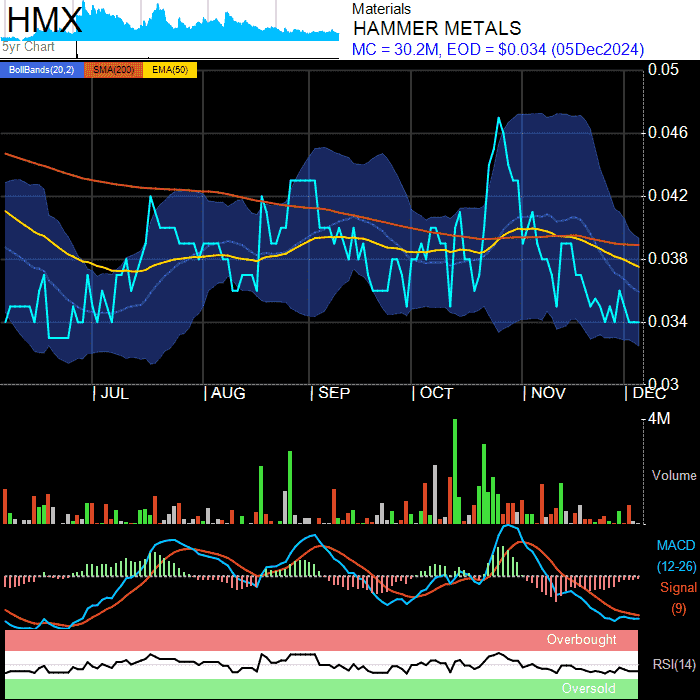 HMX
5yr Chart
Materials
HAMMER METALS
MC = 30.2M, EOD = $0.034 (05Dec2024)
BollBands(20,2) SMA(200) EMA(50)
0.05
0.046
0.042
0.038
0.034
0.03
JUL AUG SEP OCT NOV DEC
4M
Volume
MACD
(12-26)
Signal
(9)
Overbought
RSI(14)
Oversold